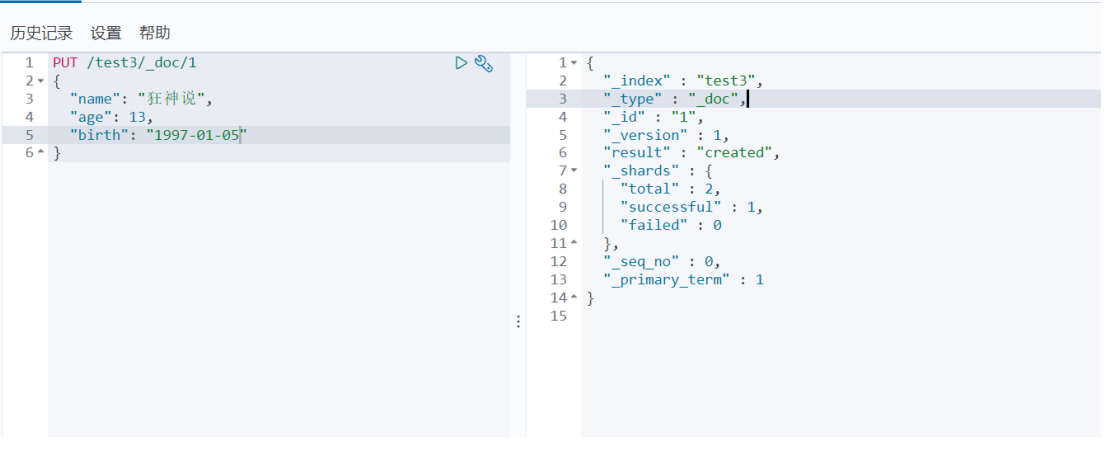 历史记录 设置 帮助
1 PUT /test3/_doc/1
2 {
3 "name": "狂神说",
4 "age": 13,
5 "birth": "1997-01-05"
6 }
1 {
2 "_index" : "test3",
3 "_type" : "_doc",
4 "_id" : "1",
5 "_version" : 1,
6 "result" : "created",
7 "_shards" : {
8 "total" : 2,
9 "successful" : 1,
10 "failed" : 0
11 },
12 "_seq_no" : 0,
13 "_primary_term" : 1
14 }
15